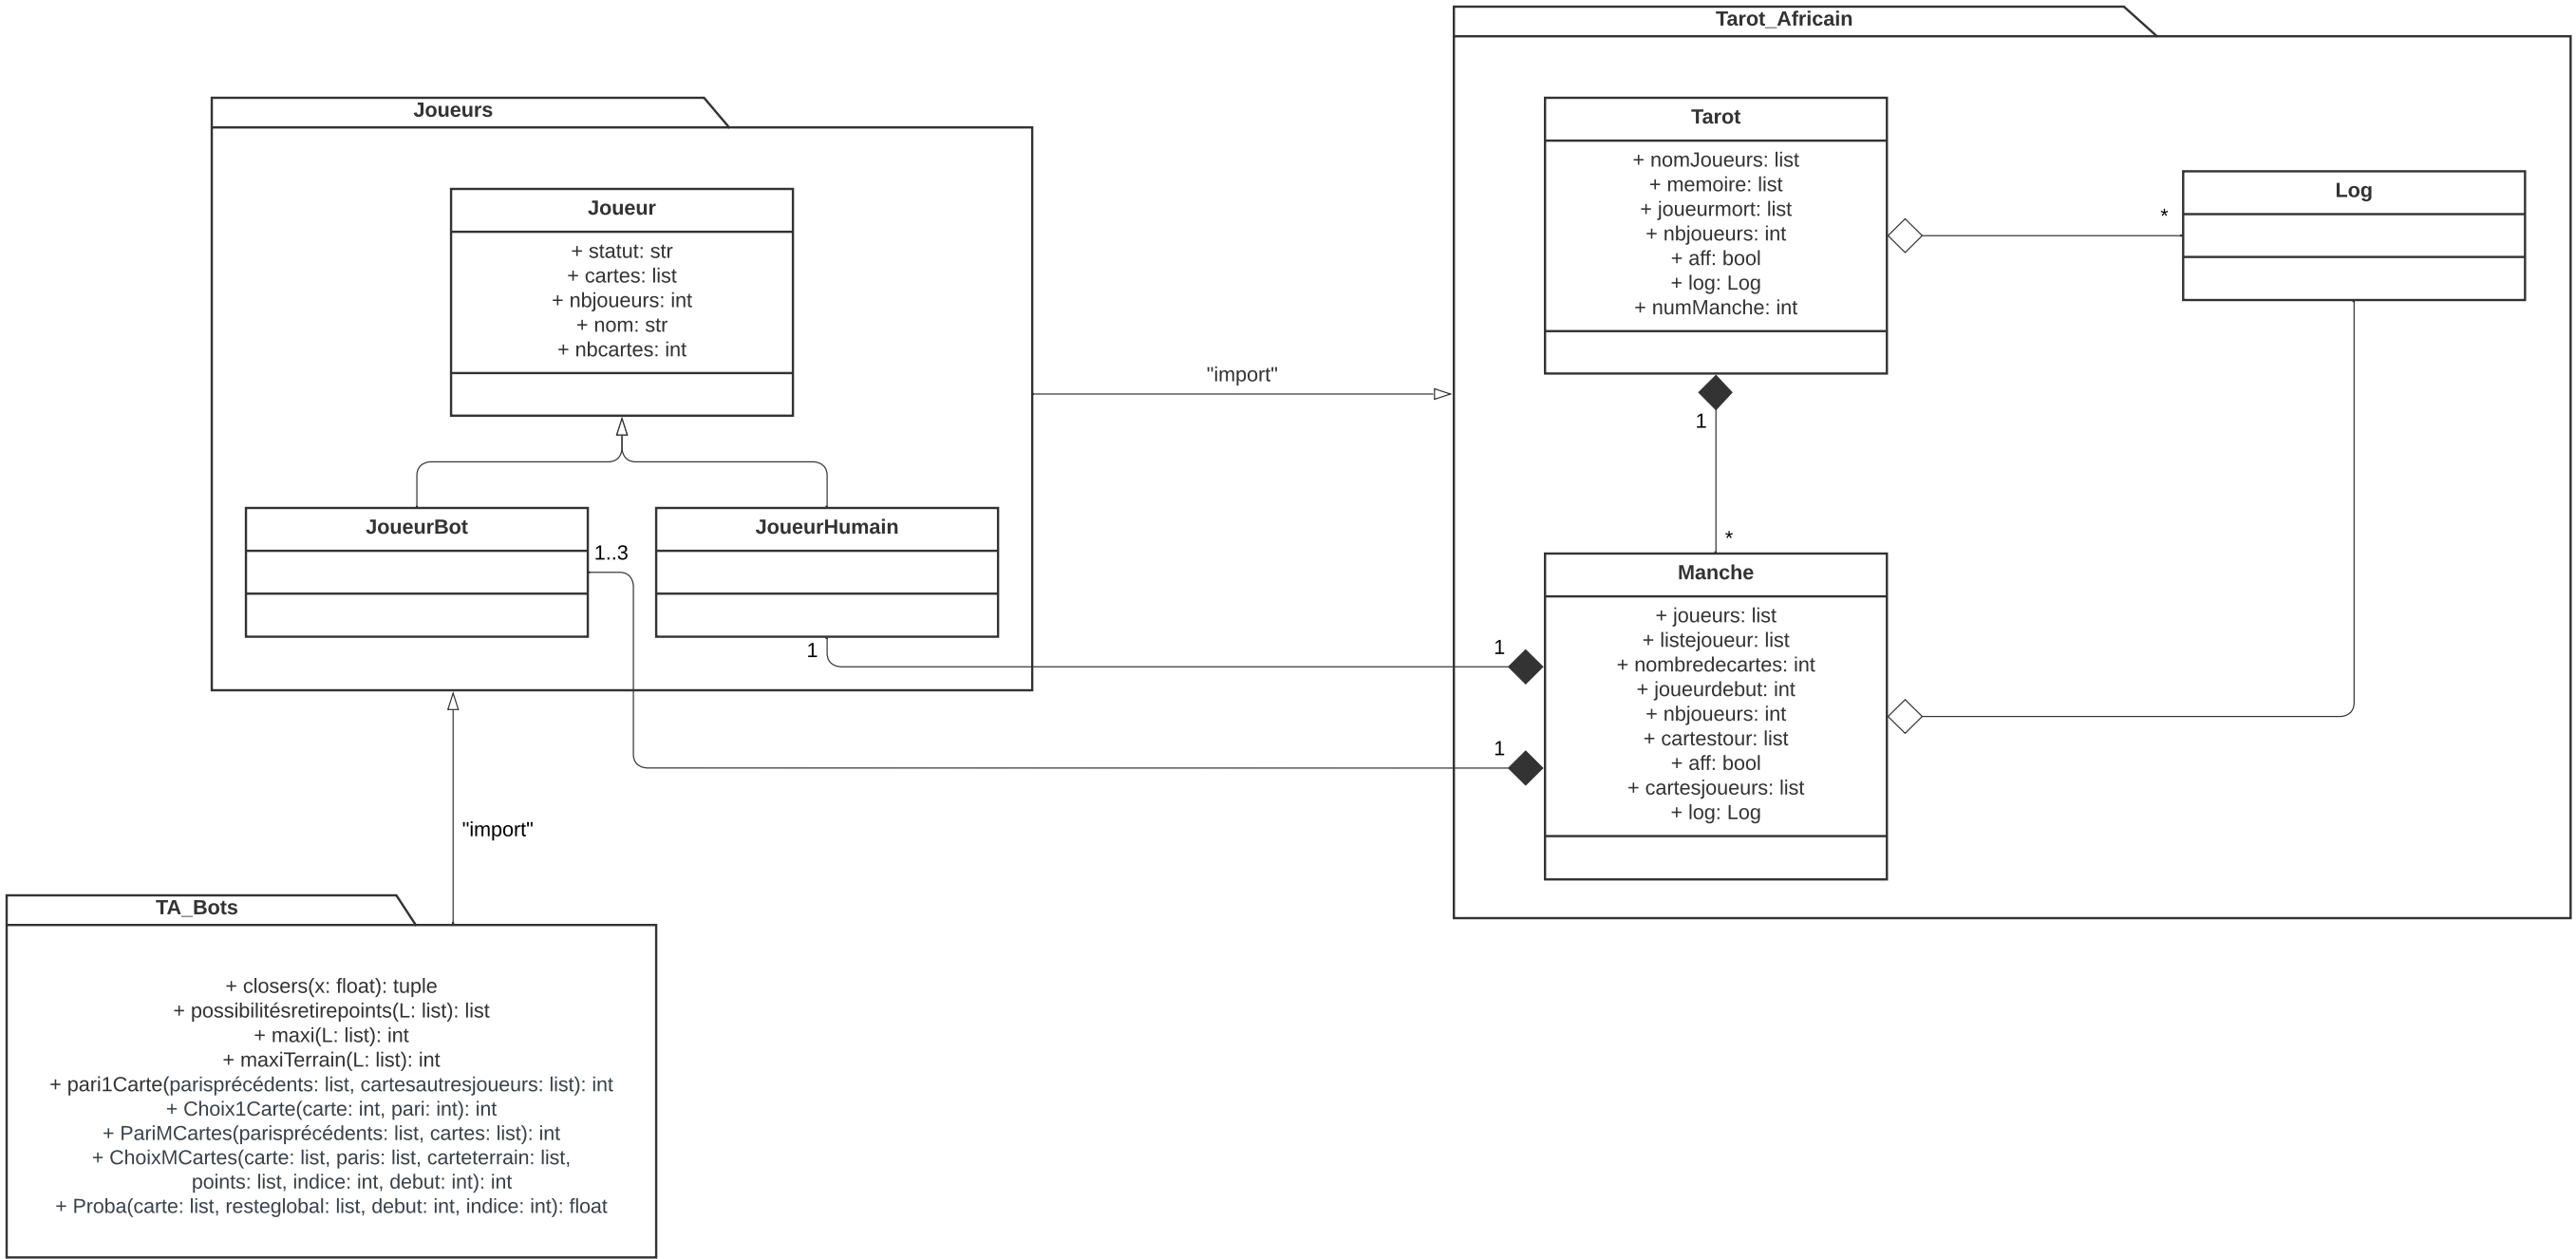 Tarot_Africain
Joueurs
Tarot
+ nomJoueurs: list
+ memoire: list
+ joueurmort: list
+ nbjoueurs: int
+ aff: bool
+ log: Log
+ numManche: int
Log
*
Joueur
+ statut: str
+ cartes: list
+ nbjoueurs: int
+ nom: str
+ nbcartes: int
"import"
1
*
JoueurBot
1..3
JoueurHumain
1
Manche
+ joueurs: list
+ listejoueur: list
+ nombredecartes: int
+ joueurdebut: int
+ nbjoueurs: int
+ cartestour: list
+ aff: bool
+ cartesjoueurs: list
+ log: Log
1
1
"import"
TA_Bots
+ closers(x: float): tuple
+ possibilitésretirepoints(L: list): list
+ maxi(L: list): int
+ maxiTerrain(L: list): int
+ pari1Carte(parisprécédents: list, cartesautresjoueurs: list): int
+ Choix1Carte(carte: int, pari: int): int
+ PariMCartes(parisprécédents: list, cartes: list): int
+ ChoixMCartes(carte: list, paris: list, carteterrain: list,
points: list, indice: int, debut: int): int
+ Proba(carte: list, resteglobal: list, debut: int, indice: int): float